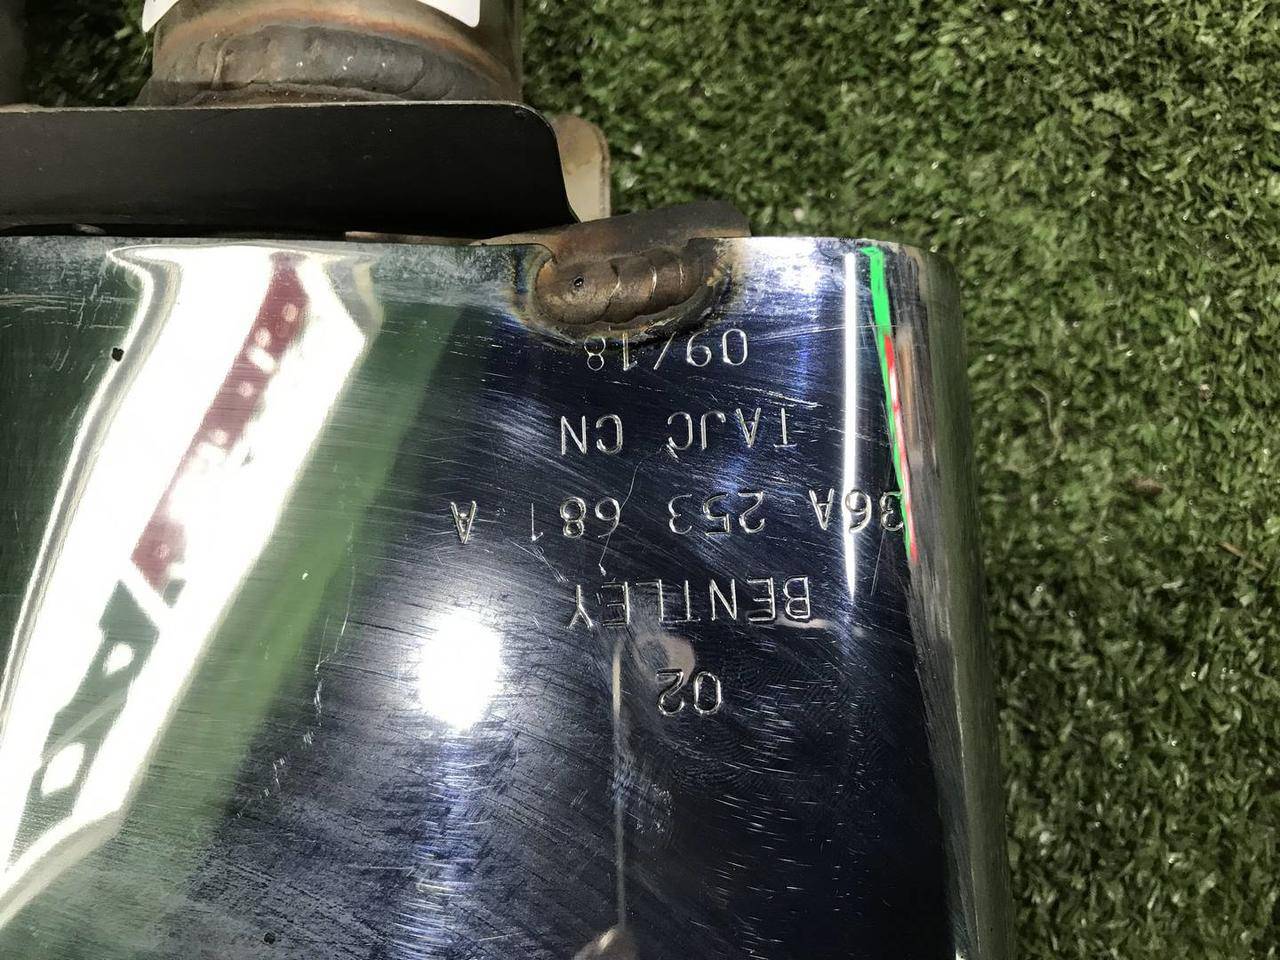 02
BENTLEY
36A 253 681 A
TAJC CN
09/18